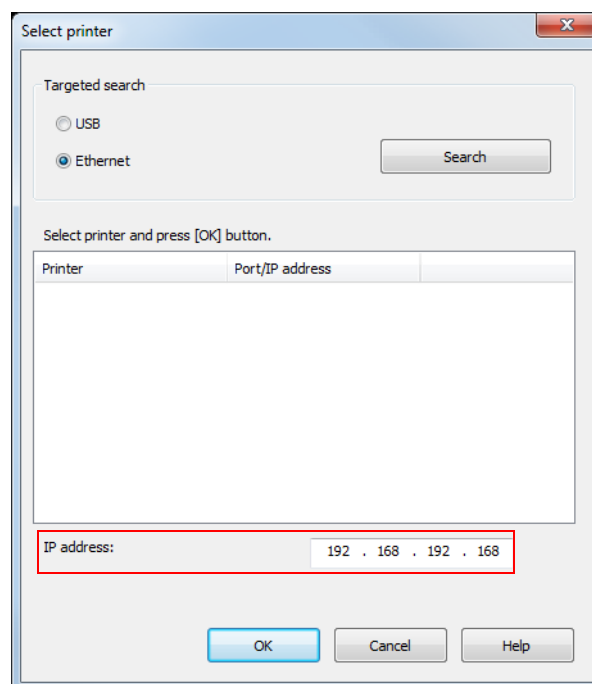 Select printer
Targeted search
USB
Ethernet
Search
Select printer and press [OK] button.
Printer Port/IP address
IP address: 192 . 168 . 192 . 168
OK Cancel Help